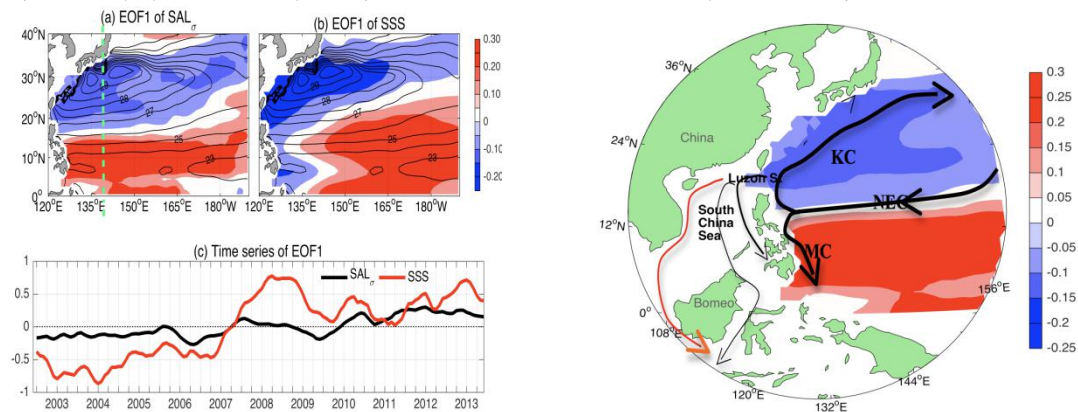 (a) EOF1 of SALσ
(b) EOF1 of SSS
40°N
30°N
20°N
10°N
0°
28
27
25
23
28
27
25
23
120°E 135°E 150°E 165°E 180°W
120°E 135°E 150°E 165°E 180°W
0.30
0.20
0.10
0
-0.10
-0.20
(c) Time series of EOF1
SALσ
SSS
1
0.5
0
-0.5
-1
2003 2004 2005 2006 2007 2008 2009 2010 2011 2012 2013
36°N
24°N
12°N
0°
108°E
120°E
132°E
144°E
156°E
China
KC
Luzon S.
NEC
South
China
Sea
MC
Borneo
0.3
0.25
0.2
0.15
0.1
0.05
0
-0.05
-0.1
-0.15
-0.2
-0.25